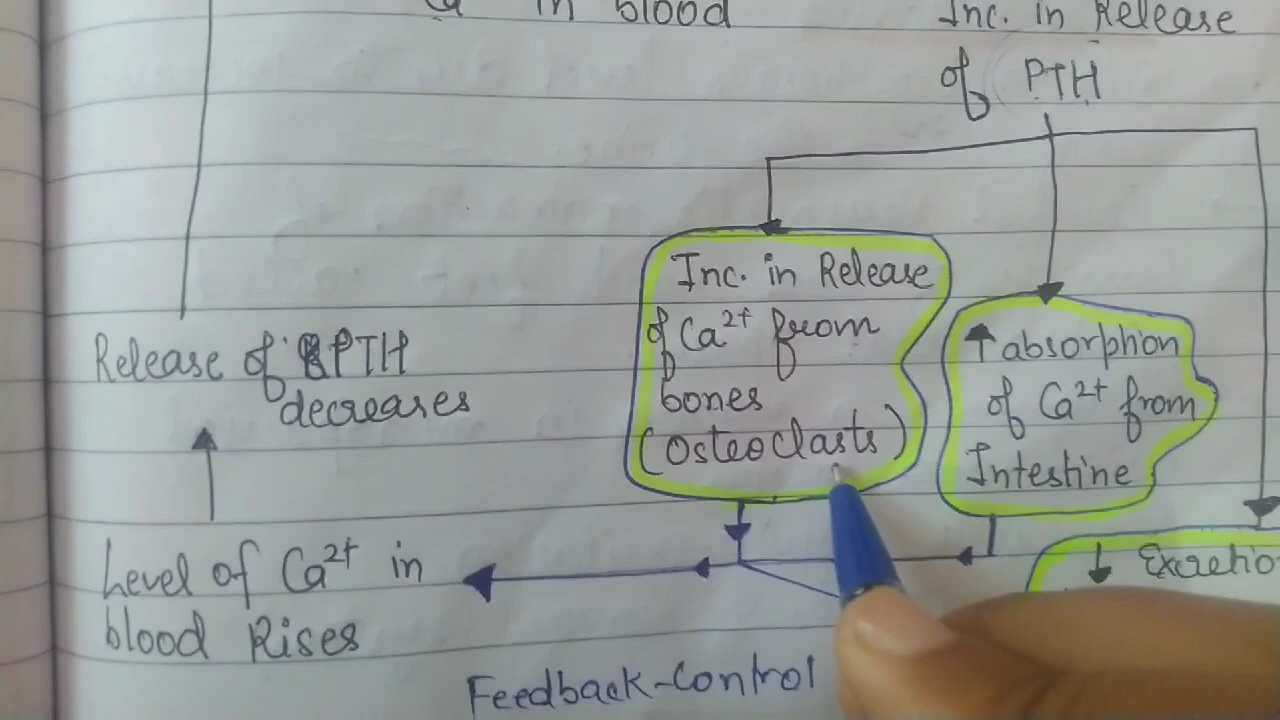 in blood
Inc. in Release
of PTH
Inc. in Release
of Ca2+ from
bones
(Osteoclasts)
↑ absorption
of Ca2+ from
Intestine
Release of PTH
decreases
Level of Ca2+ in
blood Rises
↓ Excretio
Feedback-Control